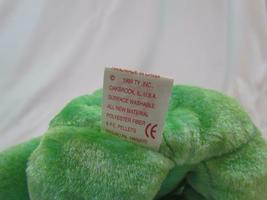 © 1999 TY INC.
OAKBROOK, IL. U.S.A.
SURFACE WASHABLE
ALL NEW MATERIAL
POLYESTER FIBER
& P.E. PELLETS
CE